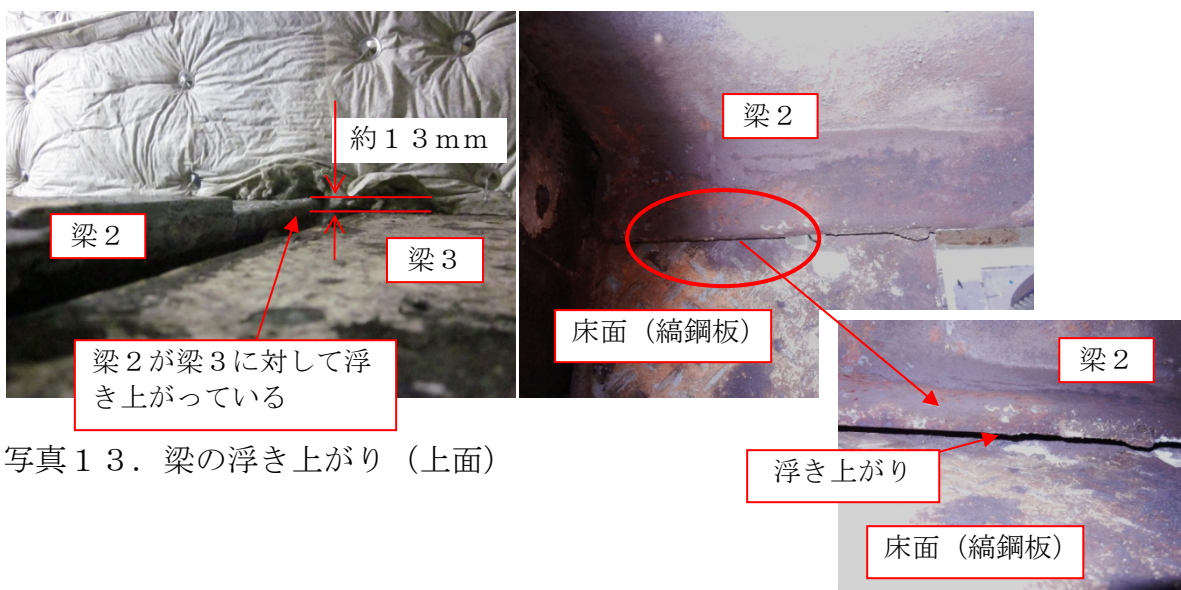 約１３ｍｍ
梁２
梁３
梁２が梁３に対して浮
き上がっている
写真１３．梁の浮き上がり（上面）
梁２
床面（縞鋼板）
梁２
浮き上がり
床面（縞鋼板）